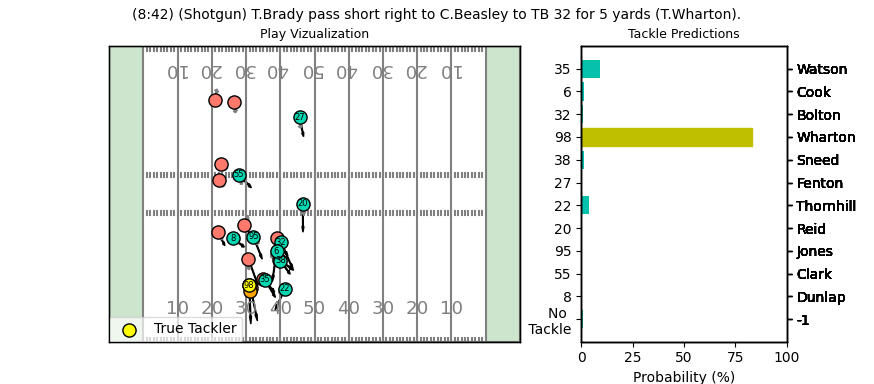 (8:42) (Shotgun) T.Brady pass short right to C.Beasley to TB 32 for 5 yards (T.Wharton).
Play Vizualization
Tackle Predictions
10 20 30 40 50 40 30 20 10
27
55
20
8
95
32
6
38
35
98
22
10 20 30 40 50 40 30 20 10
True Tackler
35 Watson
6 Cook
32 Bolton
98 Wharton
38 Sneed
27 Fenton
22 Thornhill
20 Reid
95 Jones
55 Clark
8 Dunlap
No Tackle -1
0 25 50 75 100
Probability (%)